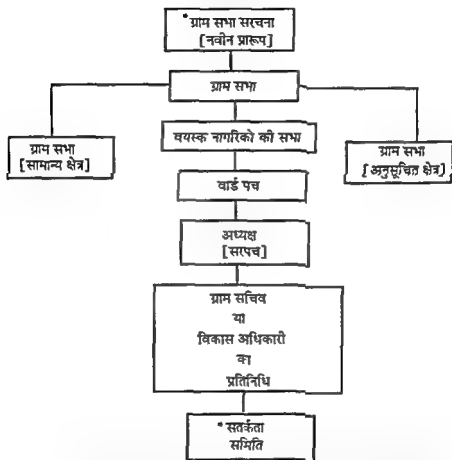 * ग्राम सभा सरचना
[नवीन प्रारूप]
ग्राम सभा
ग्राम सभा
[सामान्य क्षेत्र]
वयस्क नागरिको की सभा
ग्राम सभा
[अनुसूचित क्षेत्र]
वार्ड पच
अध्यक्ष
[सरपच]
ग्राम सचिव
या
विकास अधिकारी
का
प्रतिनिधि
* सतर्कता
समिति